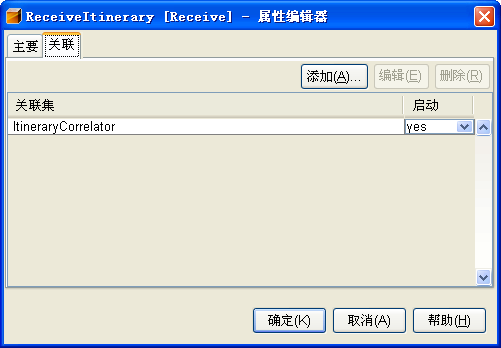 ReceiveItinerary [Receive] - 属性编辑器
主要 关联
添加(A)... 编辑(E) 删除(R)
关联集 启动
ItineraryCorrelator yes
确定(K) 取消(A) 帮助(H)